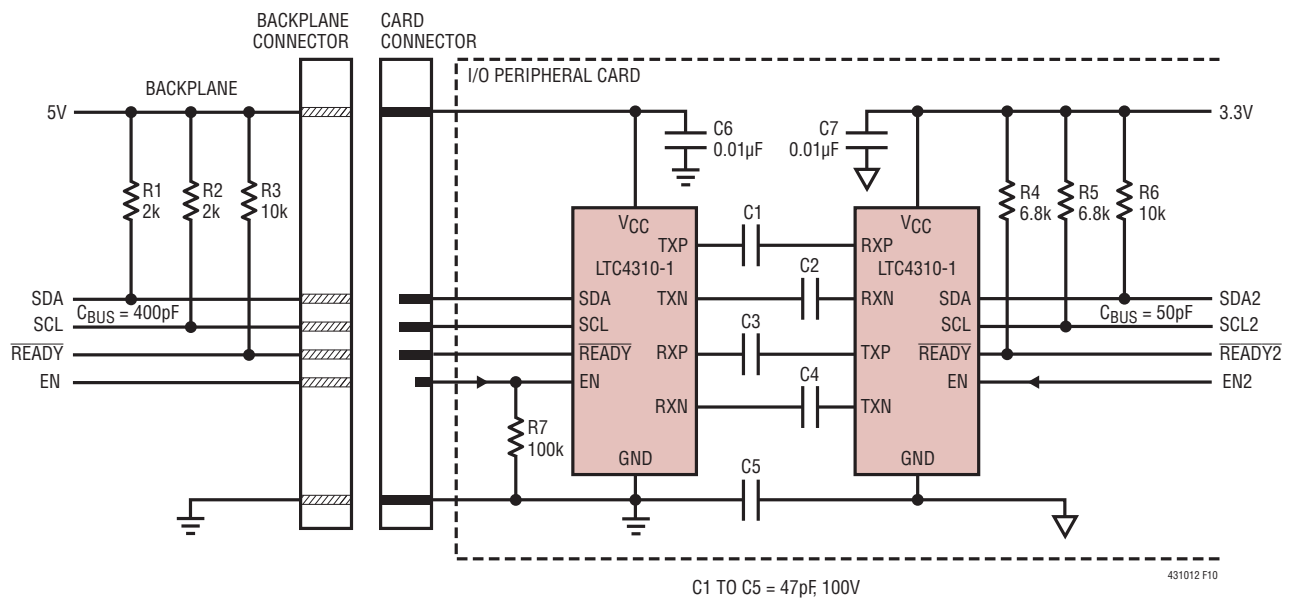 BACKPLANE
CONNECTOR
CARD
CONNECTOR
I/O PERIPHERAL CARD
BACKPLANE
5V
3.3V
C6
0.01µF
C7
0.01µF
R1
2k
R2
2k
R3
10k
R4
6.8k
R5
6.8k
R6
10k
VCC
TXP
LTC4310-1
SDA
TXN
SCL
READY
RXP
EN
RXN
GND
C1
C2
C3
C4
C5
VCC
RXP
LTC4310-1
RXN
SDA
SCL
TXP
READY
EN
TXN
GND
SDA
CBUS = 400pF
SCL
READY
EN
R7
100k
SDA2
CBUS = 50pF
SCL2
READY2
EN2
431012 F10
C1 TO C5 = 47pF, 100V